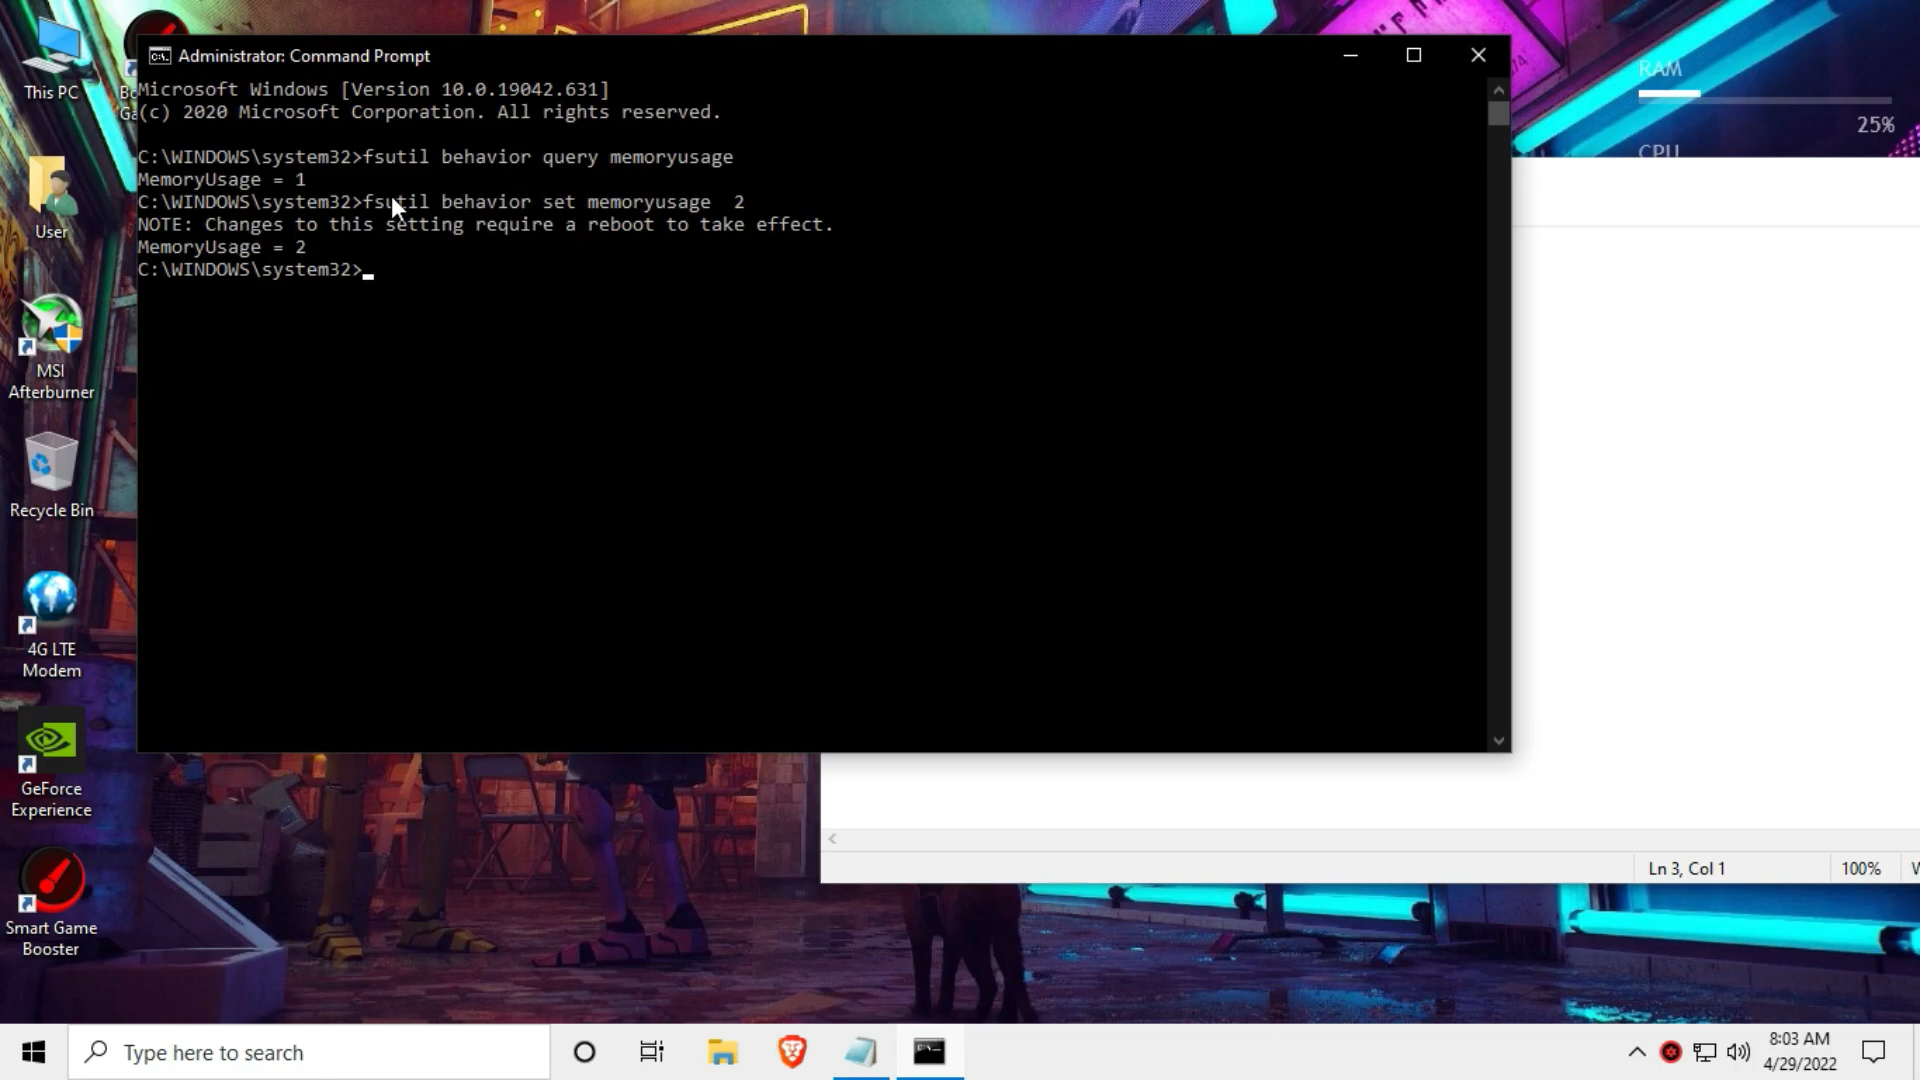 Administrator: Command Prompt
Microsoft Windows [Version 10.0.19042.631]
(c) 2020 Microsoft Corporation. All rights reserved.
C:\WINDOWS\system32>fsutil behavior query memoryusage
MemoryUsage = 1
C:\WINDOWS\system32>fsutil behavior set memoryusage  2
NOTE: Changes to this setting require a reboot to take effect.
MemoryUsage = 2
C:\WINDOWS\system32>
This PC
User
MSI
Afterburner
Recycle Bin
4G LTE
Modem
GeForce
Experience
Smart Game
Booster
RAM
25%
CPU
Ln 3, Col 1
100%
Type here to search
8:03 AM
4/29/2022